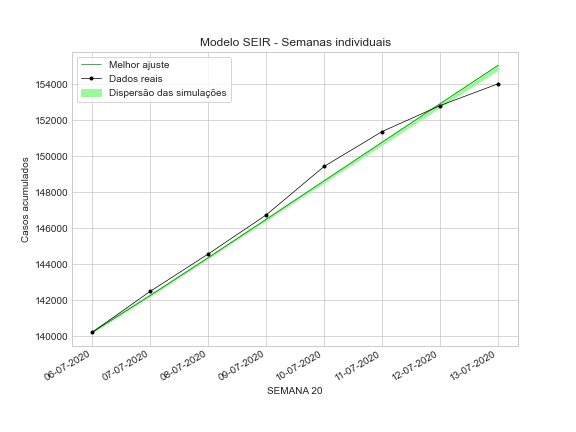 Modelo SEIR - Semanas individuais
Melhor ajuste
Dados reais
Dispersão das simulações
Casos acumulados
154000
152000
150000
148000
146000
144000
142000
140000
06-07-2020
07-07-2020
08-07-2020
09-07-2020
10-07-2020
11-07-2020
12-07-2020
13-07-2020
SEMANA 20